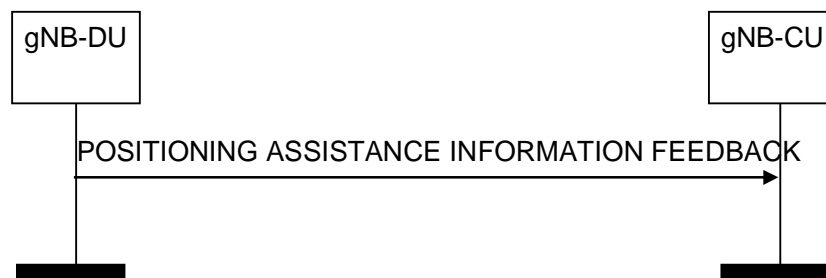 gNB-DU
gNB-CU
POSITIONING ASSISTANCE INFORMATION FEEDBACK